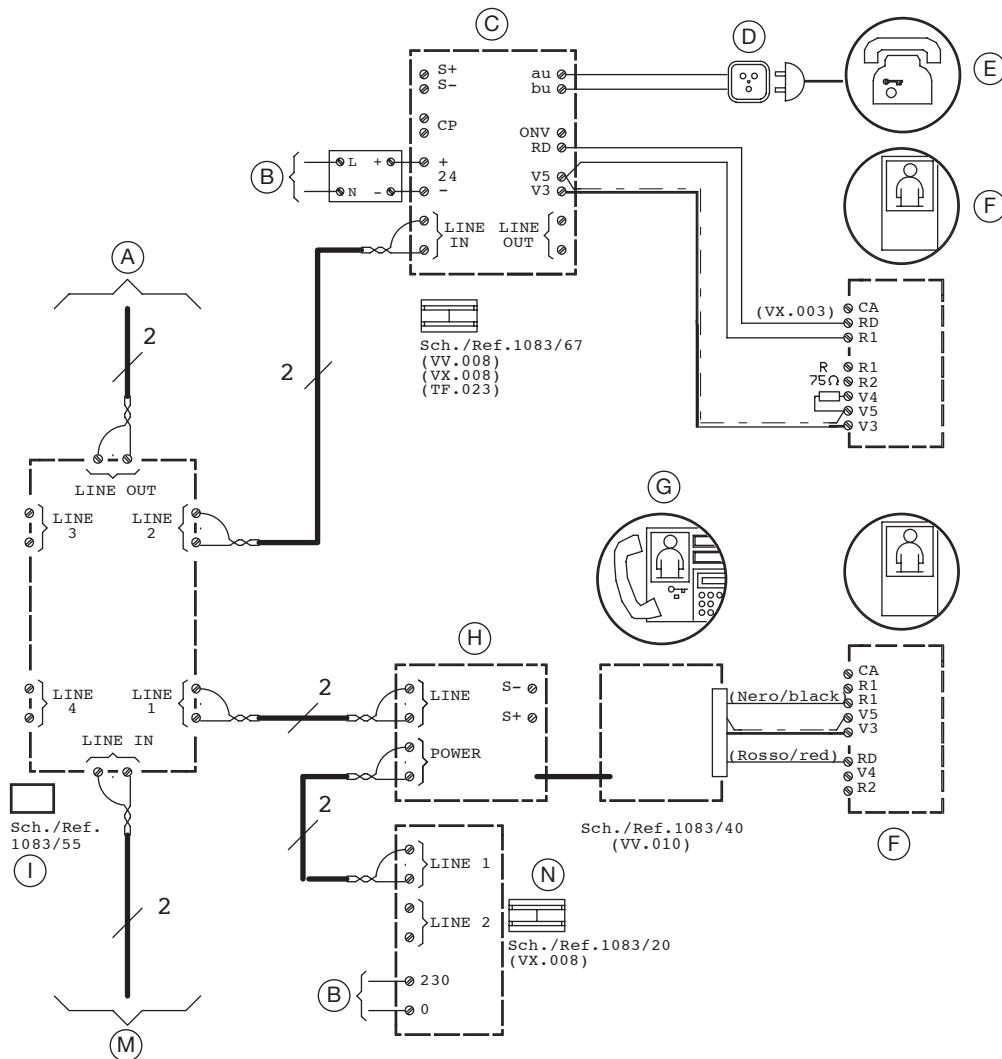 C
D
E
S+
S-
CP
+
24
-
LINE
IN
au
bu
ONV
RD
V5
V3
LINE
OUT
B
L +
N -
F
A
2
2
Sch./Ref.1083/67
(VV.008)
(VX.008)
(TF.023)
(VX.003)
CA
RD
R1
R1
R2
V4
V5
V3
R
75Ω
LINE OUT
LINE
3
LINE
2
LINE
4
LINE
1
LINE IN
Sch./Ref.
1083/55
I
2
M
G
H
2
LINE
POWER
S-
S+
2
Sch./Ref.1083/40
(VV.010)
(Nero/black)
(Rosso/red)
CA
R1
R1
V5
V3
RD
V4
R2
F
LINE 1
LINE 2
230
0
B
N
Sch./Ref.1083/20
(VX.008)